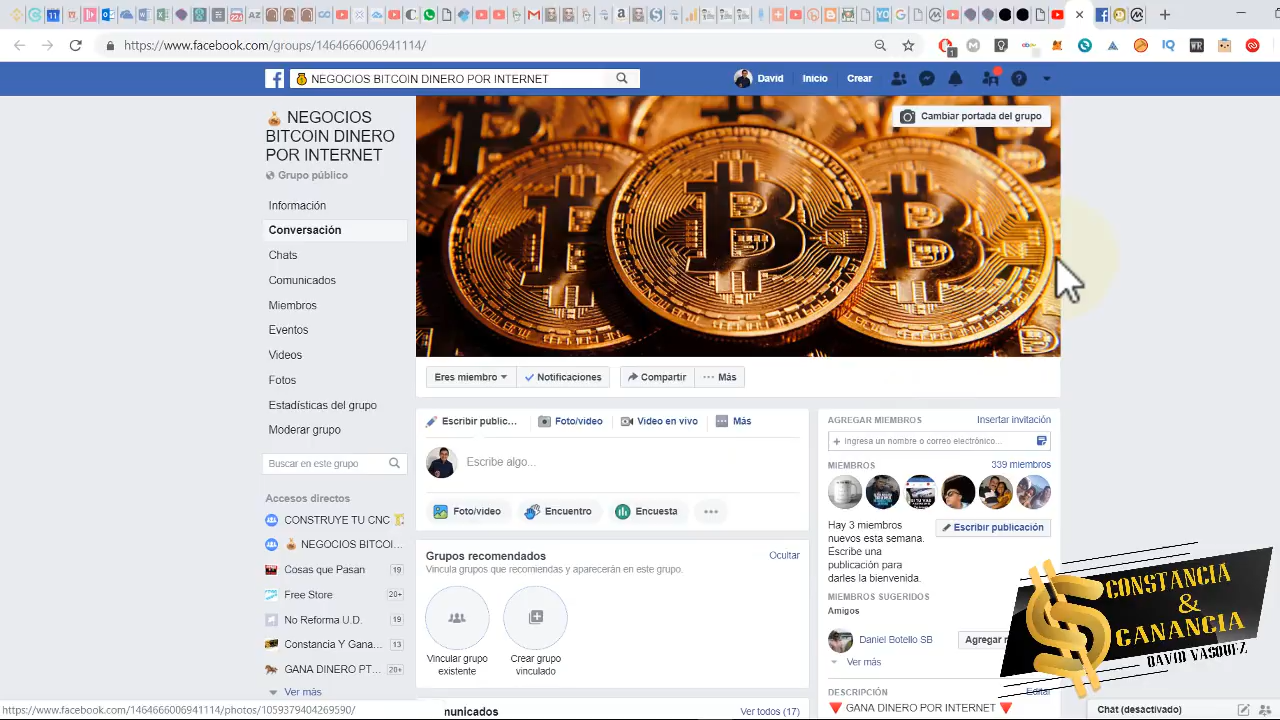 https://www.facebook.com/groups/1464666006941114/
NEGOCIOS BITCOIN DINERO POR INTERNET
David
Inicio
Crear
NEGOCIOS
BITCOIN DINERO
POR INTERNET
Grupo público
Información
Conversación
Chats
Comunicados
Miembros
Eventos
Videos
Fotos
Estadísticas del grupo
Moderar grupo
Buscar en este grupo
Accesos directos
CONSTRUYE TU CNC
NEGOCIOS BITCOI...
Cosas que Pasan 19
Free Store 20+
No Reforma U.D. 19
Constancia Y Gana... 13
GANA DINERO PT... 20+
Ver más
Cambiar portada del grupo
Eres miembro
Notificaciones
Compartir
Más
Escribir public...
Foto/video
Video en vivo
Más
Escribe algo...
Foto/video
Encuentro
Encuesta
Grupos recomendados
Ocultar
Vincula grupos que recomiendas y aparecerán en este grupo.
Vincular grupo
existente
Crear grupo
vinculado
Ver todos (17)
AGREGAR MIEMBROS
Insertar invitación
Ingresa un nombre o correo electrónico...
MIEMBROS
339 miembros
Hay 3 miembros
nuevos esta semana.
Escribe una
publicación para
darles la bienvenida.
Escribir publicación
MIEMBROS SUGERIDOS
Amigos
Daniel Botello SB
Agregar
Ver más
DESCRIPCIÓN
Editar
GANA DINERO POR INTERNET
CONSTANCIA
&
GANANCIA
DAVID VASQUEZ
Chat (desactivado)
https://www.facebook.com/1464666006941114/photos/1059379404269590/